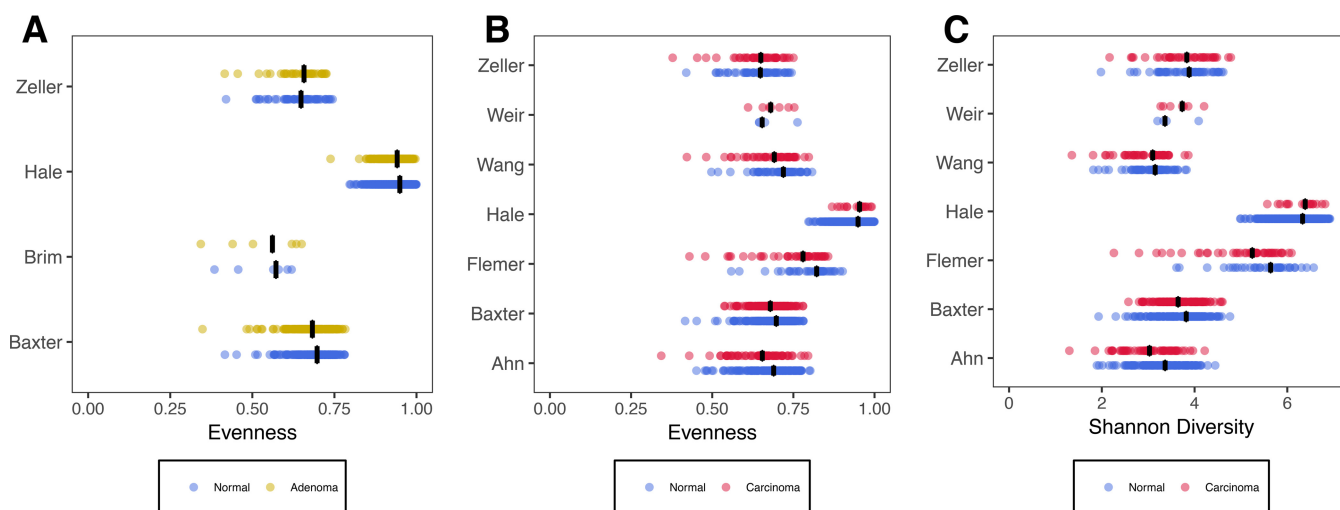 A
Zeller
Hale
Brim
Baxter
0.00 0.25 0.50 0.75 1.00
Evenness
Normal Adenoma
B
Zeller
Weir
Wang
Hale
Flemer
Baxter
Ahn
0.00 0.25 0.50 0.75 1.00
Evenness
Normal Carcinoma
C
Zeller
Weir
Wang
Hale
Flemer
Baxter
Ahn
0 2 4 6
Shannon Diversity
Normal Carcinoma